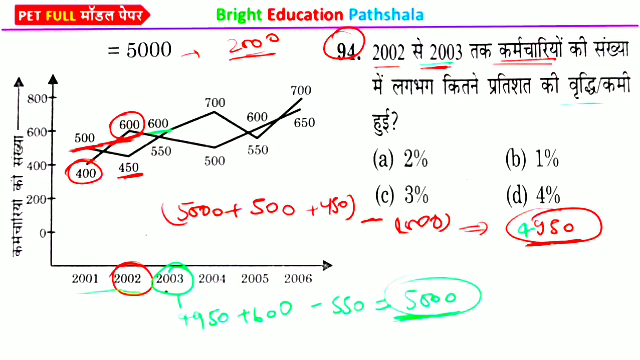 PET FULL मॉडल पेपर
Bright Education Pathshala
= 5000 → 2000
94. 2002 से 2003 तक कर्मचारियों की संख्या
में लगभग कितने प्रतिशत की वृद्धि/कमी
हुई?
(a) 2% (b) 1%
(c) 3% (d) 4%
कर्मचारियों की संख्या
800
600
400
200
0
500 600 600 700 600 700
400 450 550 500 550 650
2001 2002 2003 2004 2005 2006
(5000 + 500 + 450) - (1000) ⇒ 4950
4950 + 600 - 550 = 5000